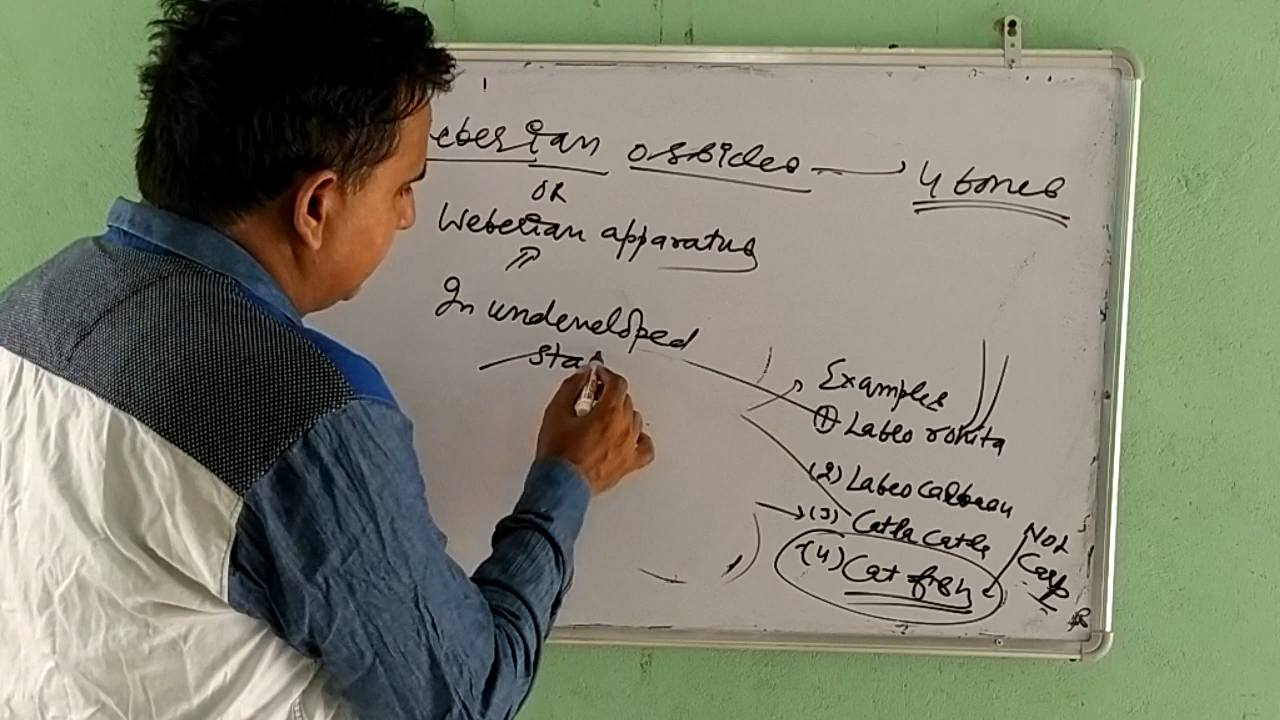 eberian ossicles → 4 bones
OR
Weberian apparatus
In undeveloped
sta
Examples
(1) Labeo rohita
(2) Labeo calbasu
(3) Catla Catla
(4) Cat fish
Not
Carp